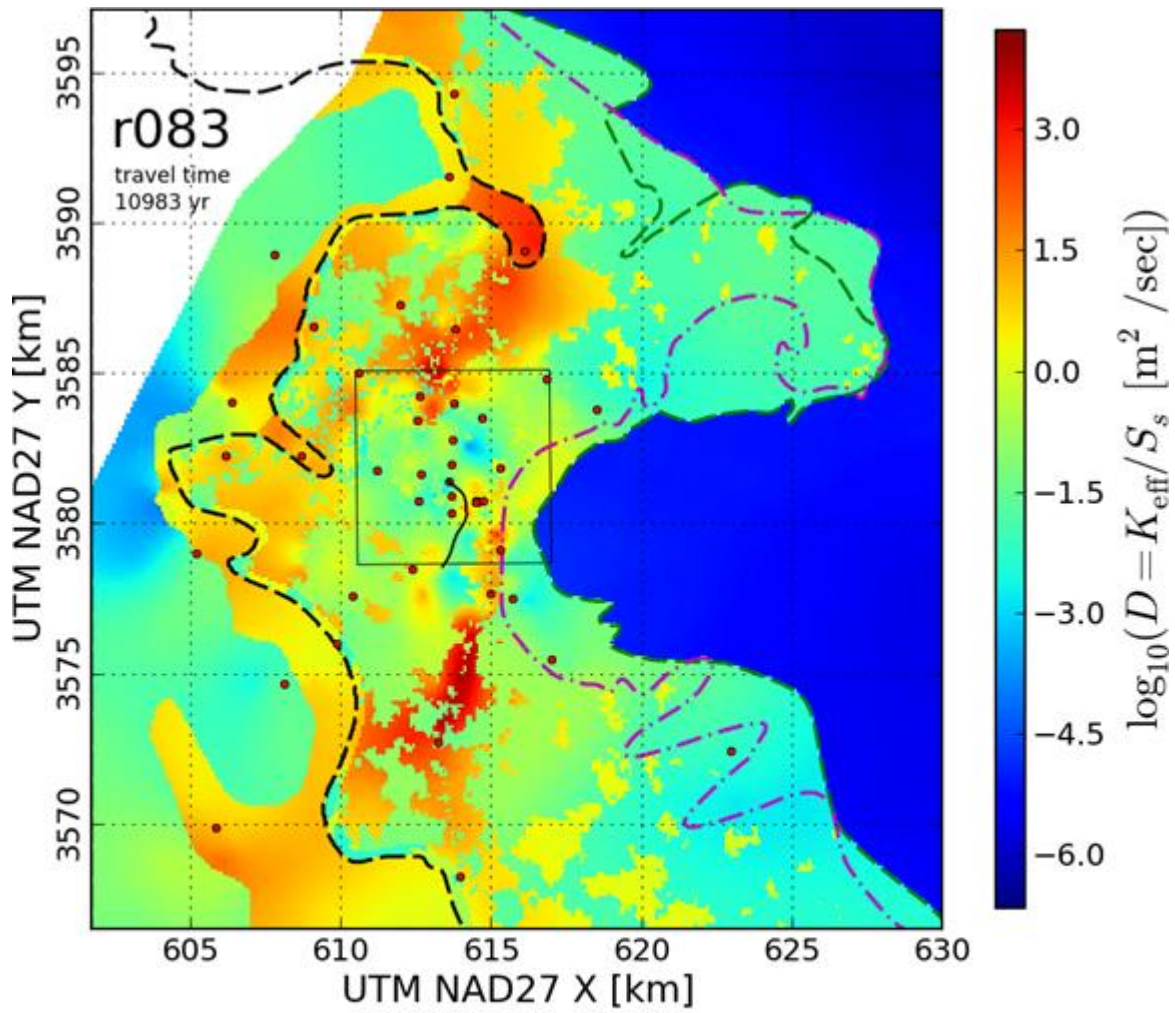 r083
travel time
10983 yr
3595
3590
3585
3580
3575
3570
UTM NAD27 Y [km]
605 610 615 620 625 630
UTM NAD27 X [km]
3.0
1.5
0.0
−1.5
−3.0
−4.5
−6.0
log₁₀(D = K_eff/S_s [m²/sec])